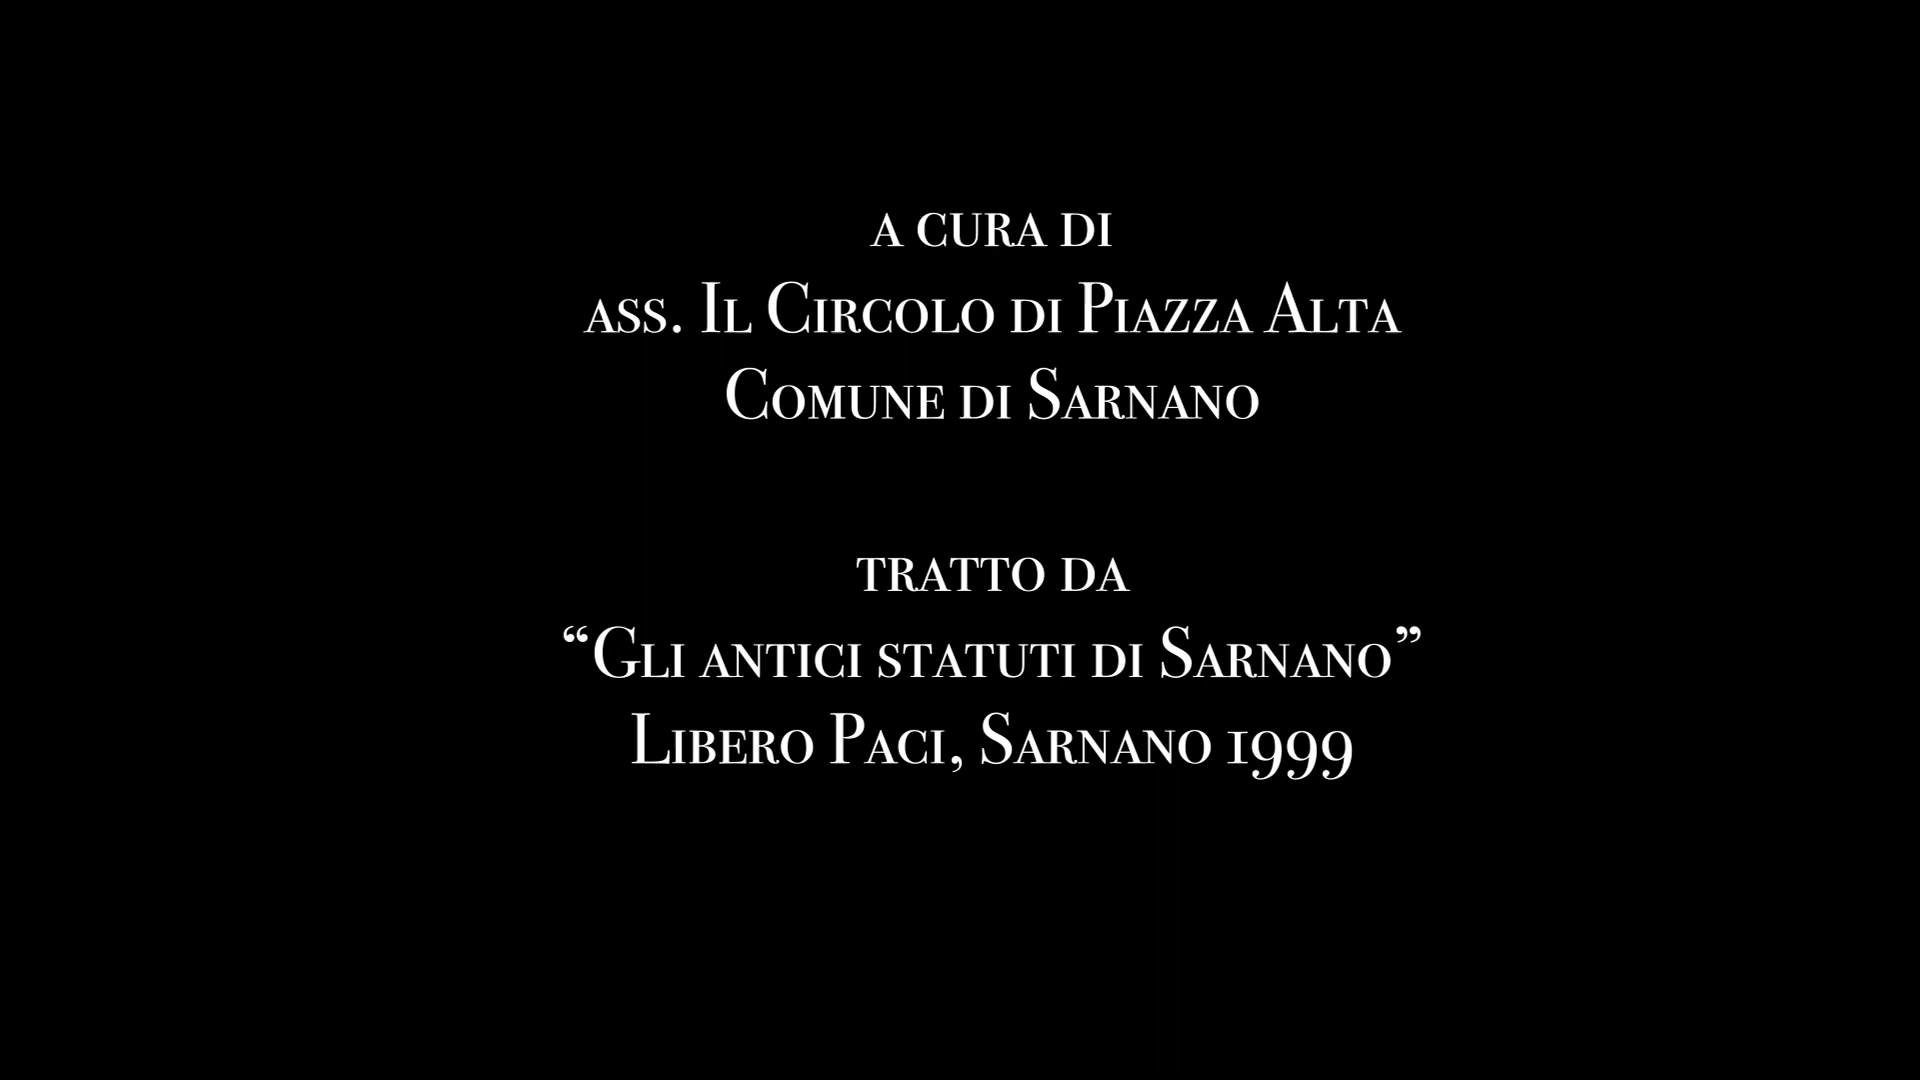 a cura di
ass. Il Circolo di Piazza Alta
Comune di Sarnano
tratto da
“Gli antici statuti di Sarnano”
Libero Paci, Sarnano 1999